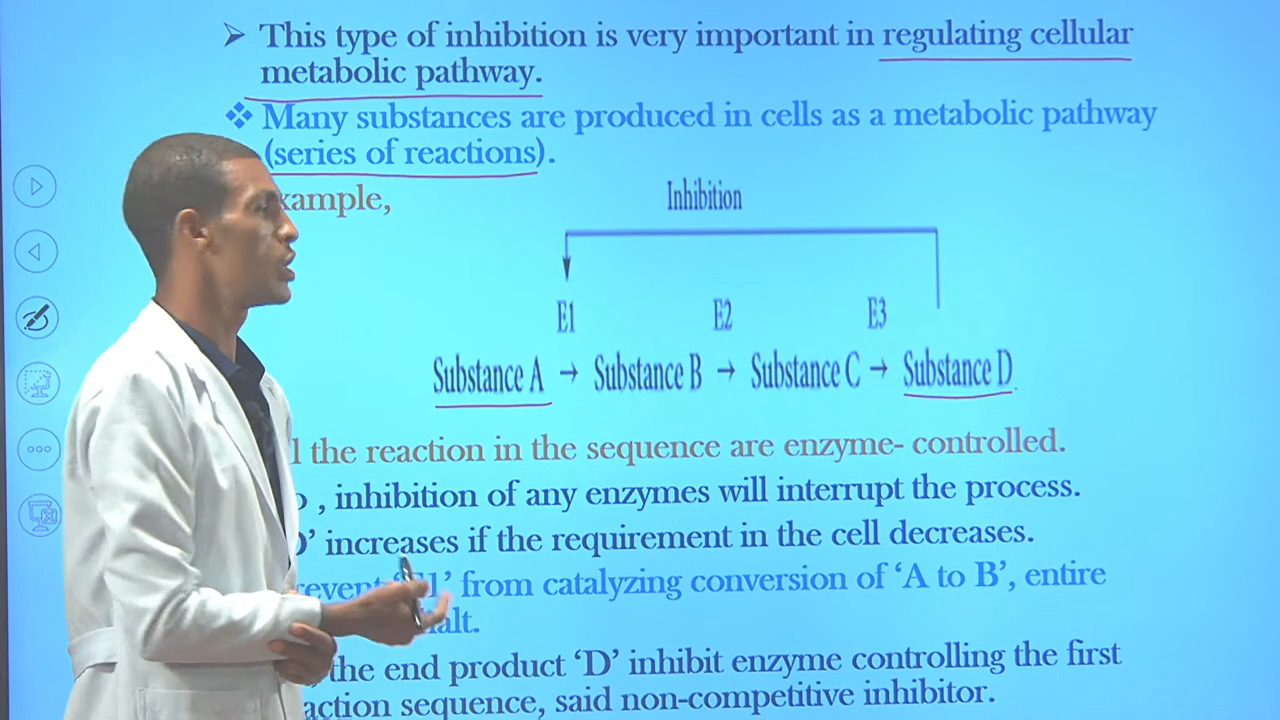 ➤ This type of inhibition is very important in regulating cellular
metabolic pathway.
❖ Many substances are produced in cells as a metabolic pathway
(series of reactions).
xample,
Inhibition
E1 E2 E3
Substance A → Substance B → Substance C → Substance D
l the reaction in the sequence are enzyme- controlled.
, inhibition of any enzymes will interrupt the process.
D’ increases if the requirement in the cell decreases.
revent ‘E1’ from catalyzing conversion of ‘A to B’, entire
halt.
the end product ‘D’ inhibit enzyme controlling the first
action sequence, said non-competitive inhibitor.